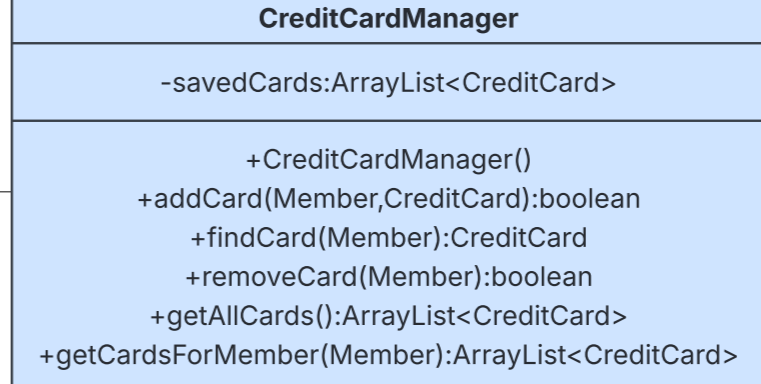 CreditCardManager
-savedCards:ArrayList<CreditCard>
+CreditCardManager()
+addCard(Member,CreditCard):boolean
+findCard(Member):CreditCard
+removeCard(Member):boolean
+getAllCards():ArrayList<CreditCard>
+getCardsForMember(Member):ArrayList<CreditCard>